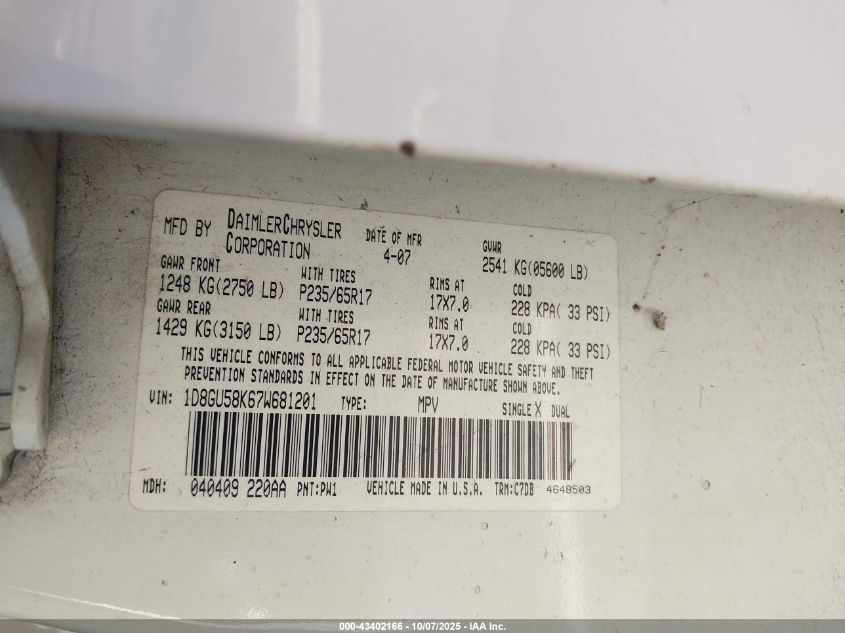 MFD BY DAIMLERCHRYSLER CORPORATION DATE OF MFR 4-07 GVWR 2541 KG(05600 LB)
GAWR FRONT WITH TIRES RIMS AT COLD
1248 KG(2750 LB) P235/65R17 17X7.0 228 KPA( 33 PSI)
GAWR REAR WITH TIRES RIMS AT COLD
1429 KG(3150 LB) P235/65R17 17X7.0 228 KPA( 33 PSI)
THIS VEHICLE CONFORMS TO ALL APPLICABLE FEDERAL MOTOR VEHICLE SAFETY AND THEFT
PREVENTION STANDARDS IN EFFECT ON THE DATE OF MANUFACTURE SHOWN ABOVE.
VIN: 1D8GU58K67W681201 TYPE: MPV SINGLE X DUAL
MDH: 040409 220AA PNT:PW1 VEHICLE MADE IN U.S.A. TRM:C7DB 4648503
000-43402166 - 10/07/2025 - IAA Inc.